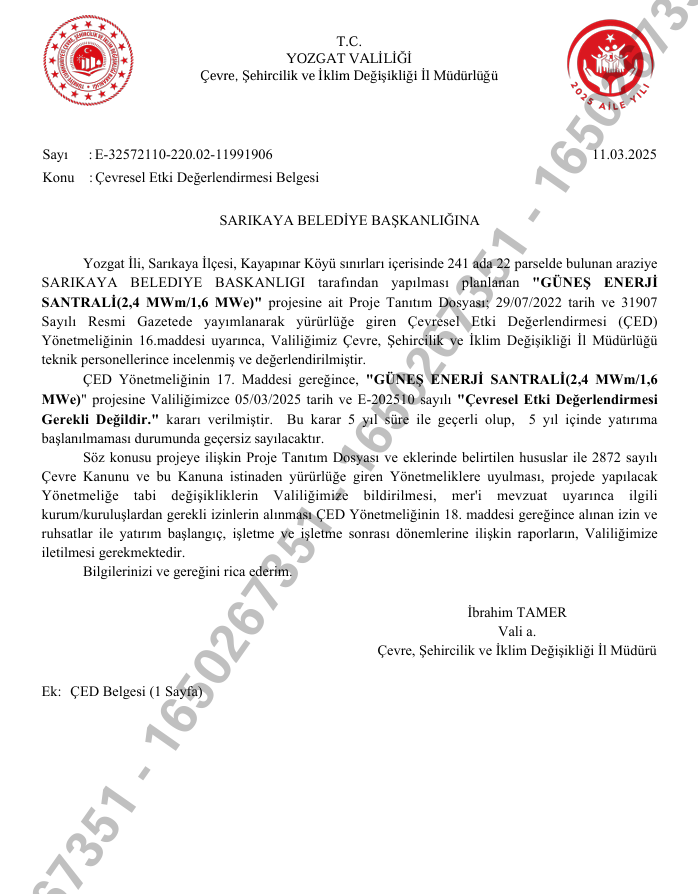 T.C.
YOZGAT VALİLİĞİ
Çevre, Şehircilik ve İklim Değişikliği İl Müdürlüğü
2025 AİLE YILI
Sayı : E-32572110-220.02-11991906 11.03.2025
Konu : Çevresel Etki Değerlendirmesi Belgesi
SARIKAYA BELEDİYE BAŞKANLIĞINA
Yozgat İli, Sarıkaya İlçesi, Kayapınar Köyü sınırları içerisinde 241 ada 22 parselde bulunan araziye
SARIKAYA BELEDIYE BASKANLIGI tarafından yapılması planlanan "GÜNEŞ ENERJİ
SANTRALİ(2,4 MWm/1,6 MWe)" projesine ait Proje Tanıtım Dosyası; 29/07/2022 tarih ve 31907
Sayılı Resmi Gazetede yayımlanarak yürürlüğe giren Çevresel Etki Değerlendirmesi (ÇED)
Yönetmeliğinin 16.maddesi uyarınca, Valiliğimiz Çevre, Şehircilik ve İklim Değişikliği İl Müdürlüğü
teknik personellerince incelenmiş ve değerlendirilmiştir.
ÇED Yönetmeliğinin 17. Maddesi gereğince, "GÜNEŞ ENERJİ SANTRALİ(2,4 MWm/1,6
MWe)" projesine Valiliğimizce 05/03/2025 tarih ve E-202510 sayılı "Çevresel Etki Değerlendirmesi
Gerekli Değildir." kararı verilmiştir. Bu karar 5 yıl süre ile geçerli olup, 5 yıl içinde yatırıma
başlanılmaması durumunda geçersiz sayılacaktır.
Söz konusu projeye ilişkin Proje Tanıtım Dosyası ve eklerinde belirtilen hususlar ile 2872 sayılı
Çevre Kanunu ve bu Kanuna istinaden yürürlüğe giren Yönetmeliklere uyulması, projede yapılacak
Yönetmeliğe tabi değişikliklerin Valiliğimize bildirilmesi, mer'i mevzuat uyarınca ilgili
kurum/kuruluşlardan gerekli izinlerin alınması ÇED Yönetmeliğinin 18. maddesi gereğince alınan izin ve
ruhsatlar ile yatırım başlangıç, işletme ve işletme sonrası dönemlerine ilişkin raporların, Valiliğimize
iletilmesi gerekmektedir.
Bilgilerinizi ve gereğini rica ederim.
İbrahim TAMER
Vali a.
Çevre, Şehircilik ve İklim Değişikliği İl Müdürü
Ek: ÇED Belgesi (1 Sayfa)
67351 - 1650267351 - 1650267351 - 1650267351